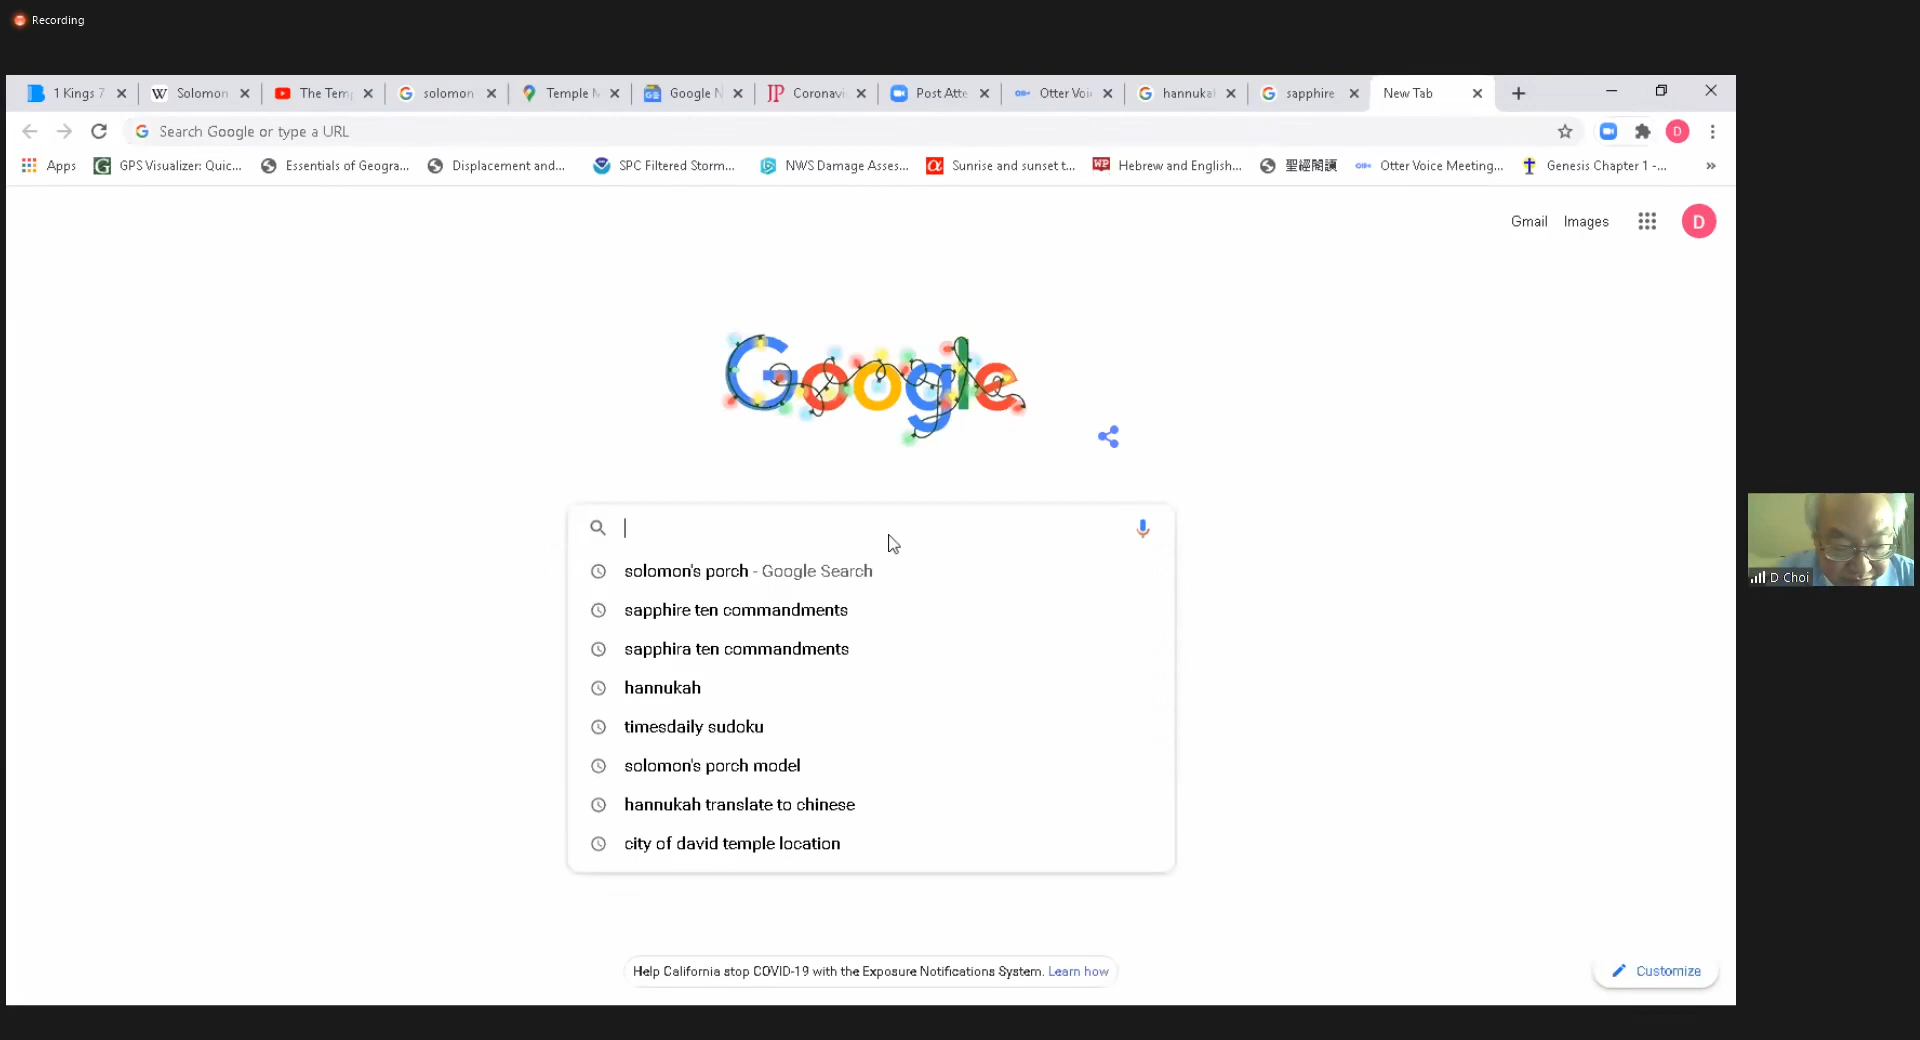 Recording
1 Kings 7
Solomon
The Temp
solomon
Temple M
Google N
Coronavi
Post Atte
Otter Voi
hannukal
sapphire
New Tab
Search Google or type a URL
D
Apps
GPS Visualizer: Quic...
Essentials of Geogra...
Displacement and...
SPC Filtered Storm...
NWS Damage Asses...
Sunrise and sunset t...
Hebrew and English...
聖經閱讀
Otter Voice Meeting...
Genesis Chapter 1 -...
Gmail
Images
D
Google
solomon's porch - Google Search
sapphire ten commandments
sapphira ten commandments
hannukah
timesdaily sudoku
solomon's porch model
hannukah translate to chinese
city of david temple location
D Choi
Help California stop COVID-19 with the Exposure Notifications System. Learn how
Customize